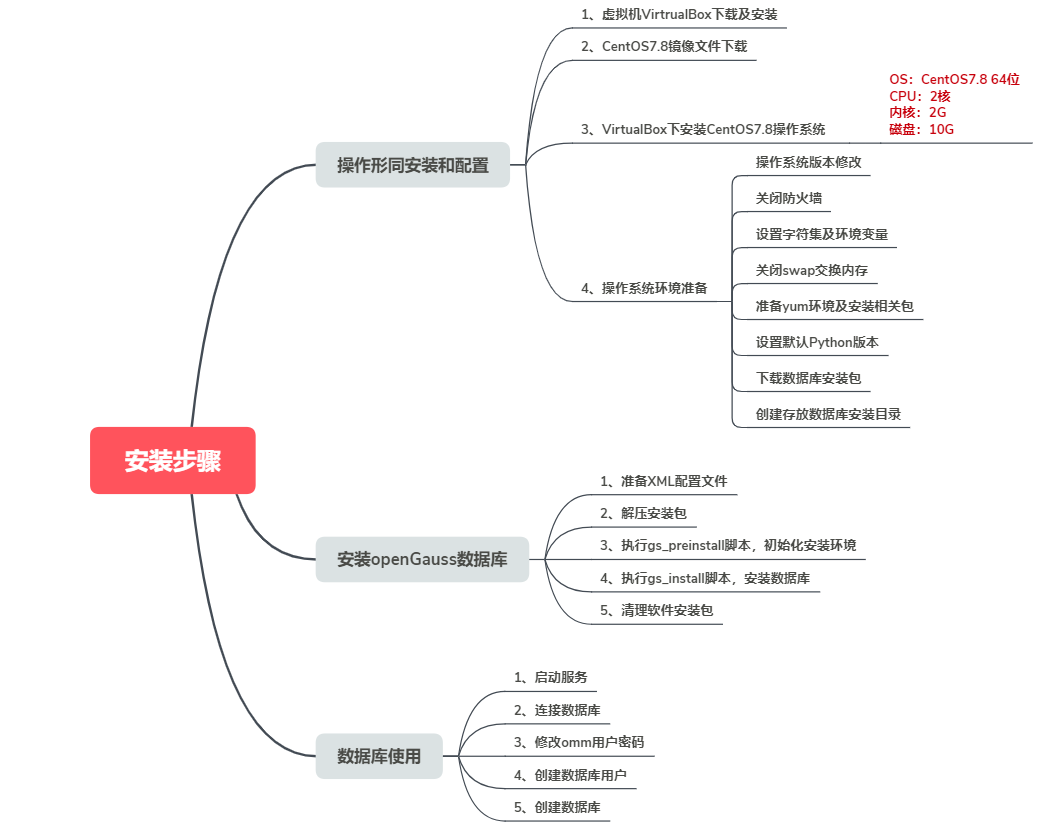 安装步骤
操作形同安装和配置
1、虚拟机VirtrualBox下载及安装
2、CentOS7.8镜像文件下载
3、VirtualBox下安装CentOS7.8操作系统
OS：CentOS7.8 64位
CPU：2核
内核：2G
磁盘：10G
4、操作系统环境准备
操作系统版本修改
关闭防火墙
设置字符集及环境变量
关闭swap交换内存
准备yum环境及安装相关包
设置默认Python版本
下载数据库安装包
创建存放数据库安装目录
安装openGauss数据库
1、准备XML配置文件
2、解压安装包
3、执行gs_preinstall脚本，初始化安装环境
4、执行gs_install脚本，安装数据库
5、清理软件安装包
数据库使用
1、启动服务
2、连接数据库
3、修改omm用户密码
4、创建数据库用户
5、创建数据库